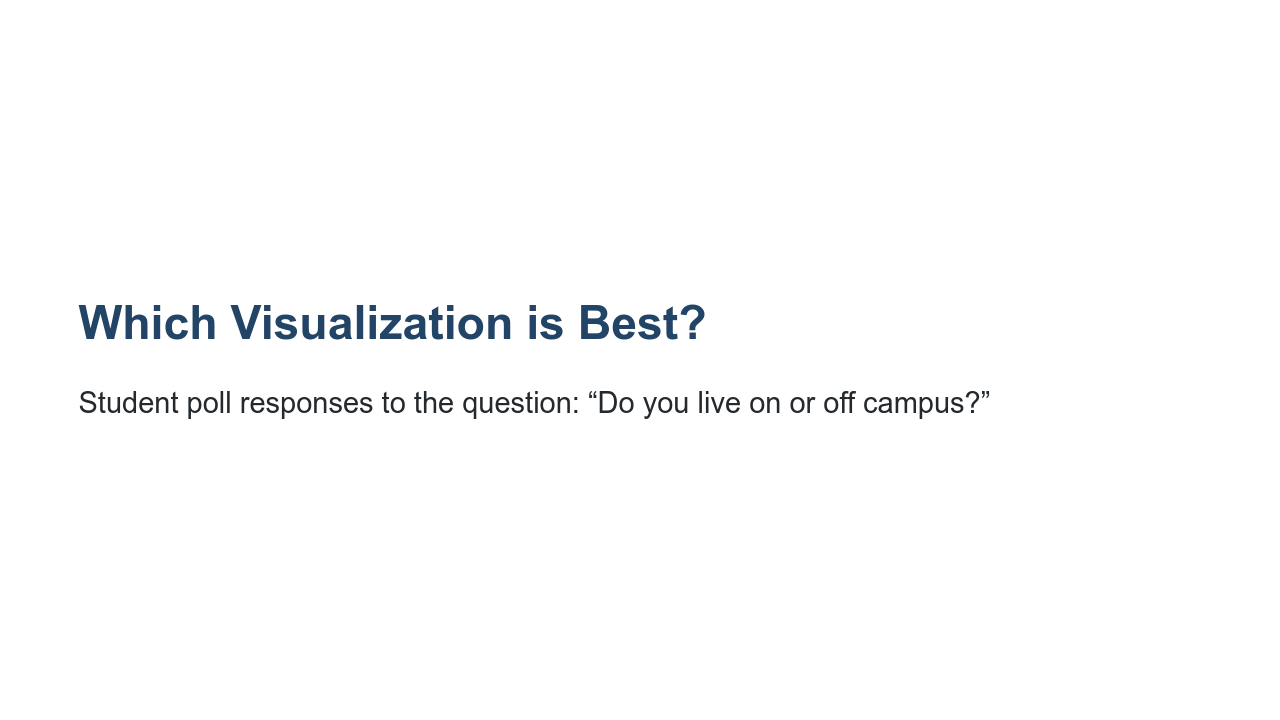 Which Visualization is Best?
Student poll responses to the question: “Do you live on or off campus?”